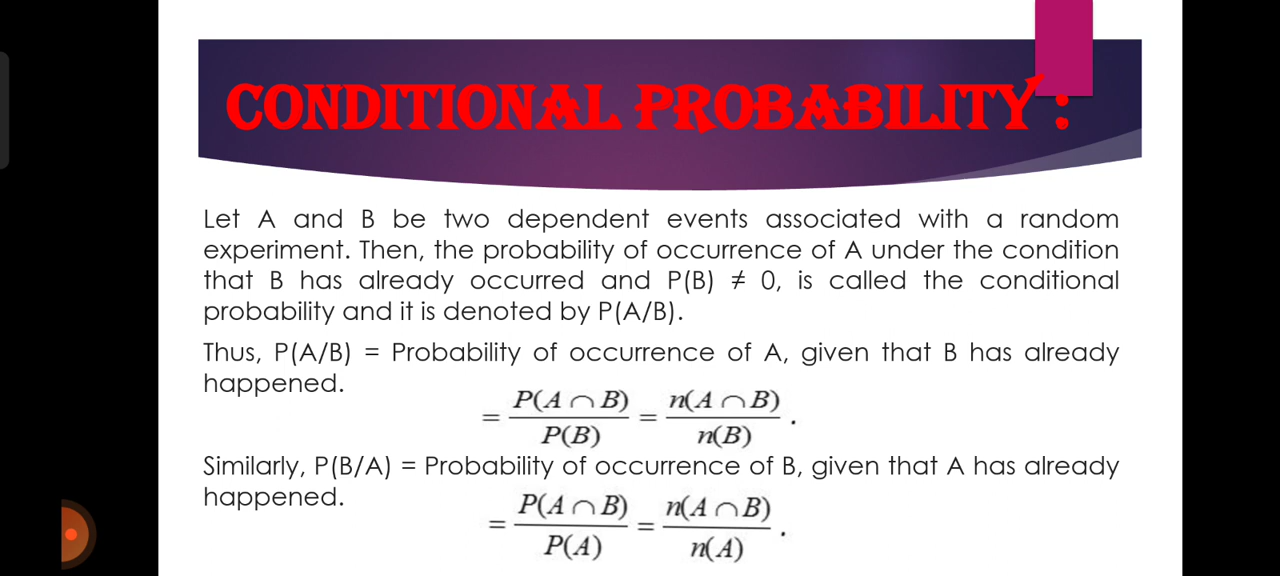 CONDITIONAL PROBABILITY :
Let A and B be two dependent events associated with a random
experiment. Then, the probability of occurrence of A under the condition
that B has already occurred and P(B) ≠ 0, is called the conditional
probability and it is denoted by P(A/B).
Thus, P(A/B) = Probability of occurrence of A, given that B has already
happened.
= P(A ∩ B) / P(B) = n(A ∩ B) / n(B) .
Similarly, P(B/A) = Probability of occurrence of B, given that A has already
happened.
= P(A ∩ B) / P(A) = n(A ∩ B) / n(A) .